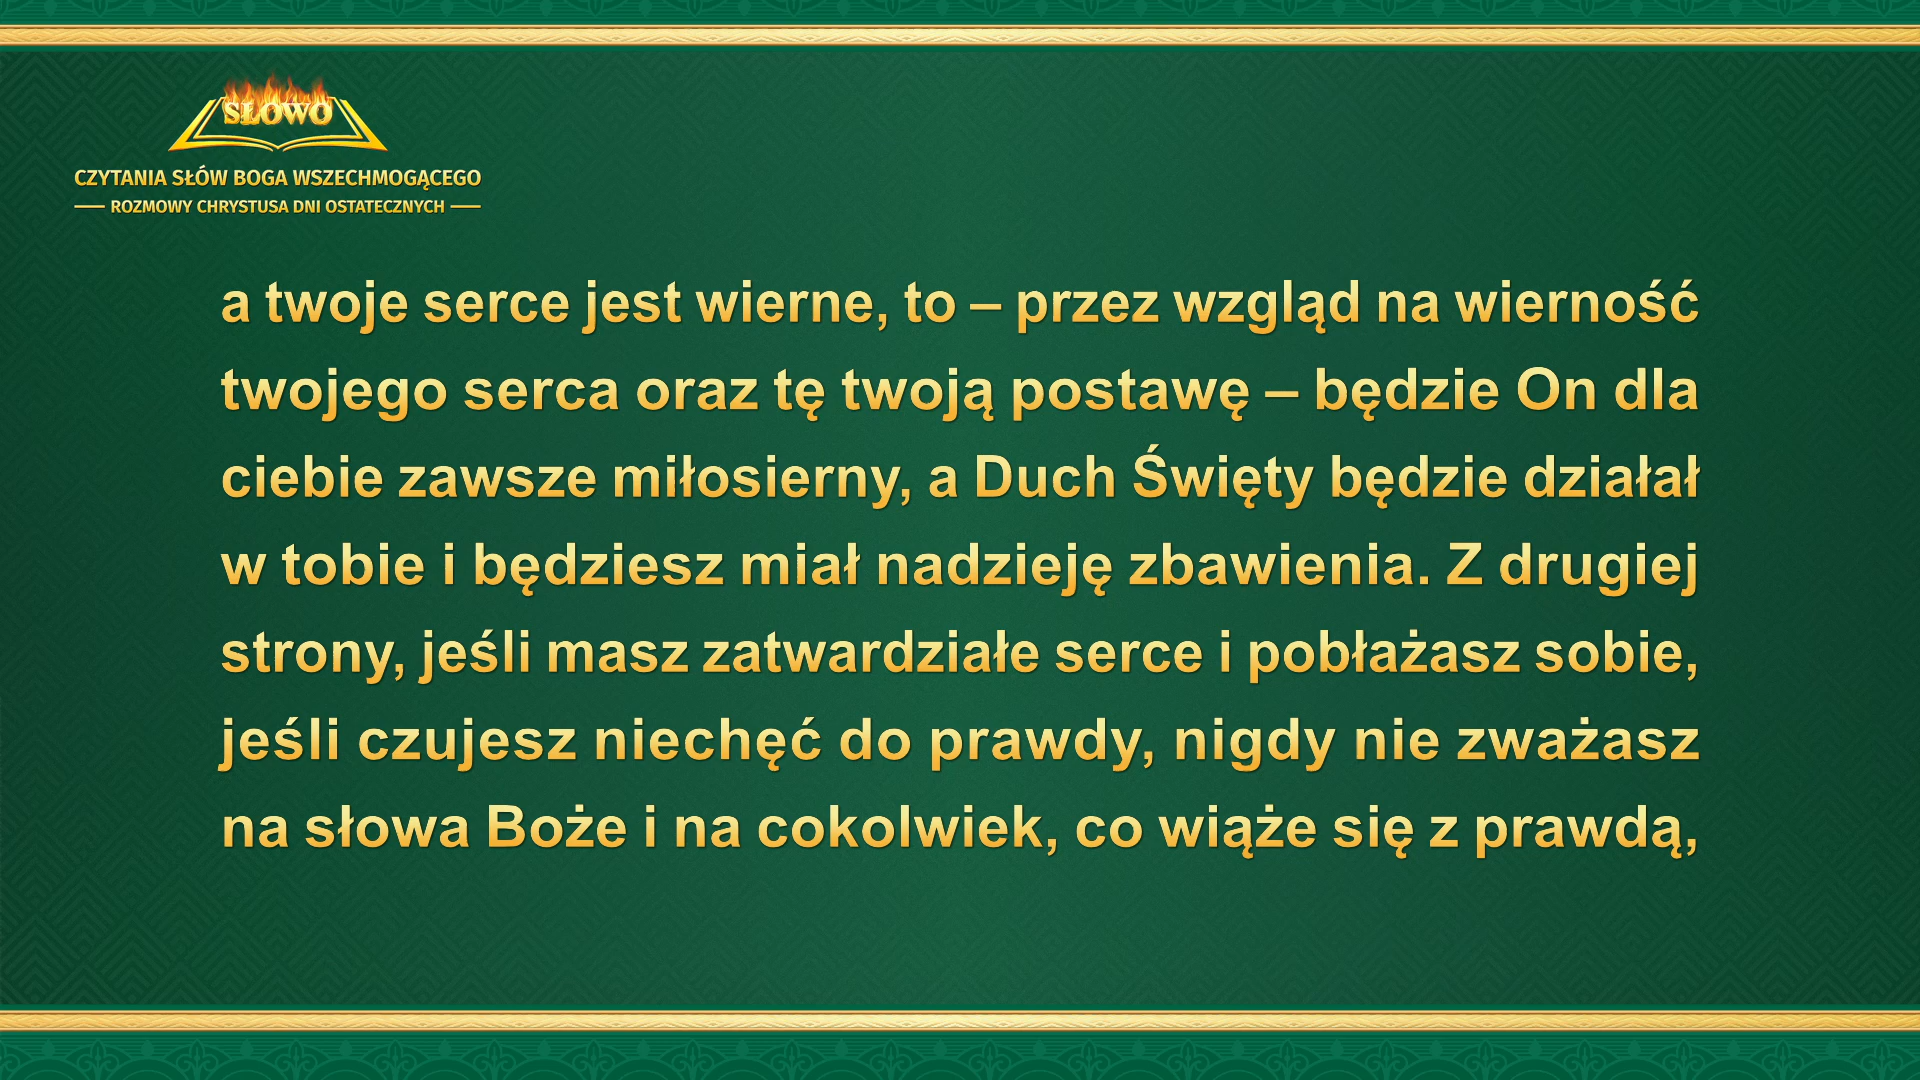 SŁOWO
CZYTANIA SŁÓW BOGA WSZECHMOGĄCEGO
ROZMOWY CHRYSTUSA DNI OSTATECZNYCH
a twoje serce jest wierne, to – przez wzgląd na wierność
twojego serca oraz tę twoją postawę – będzie On dla
ciebie zawsze miłosierny, a Duch Święty będzie działał
w tobie i będziesz miał nadzieję zbawienia. Z drugiej
strony, jeśli masz zatwardziałe serce i pobłażasz sobie,
jeśli czujesz niechęć do prawdy, nigdy nie zważasz
na słowa Boże i na cokolwiek, co wiąże się z prawdą,